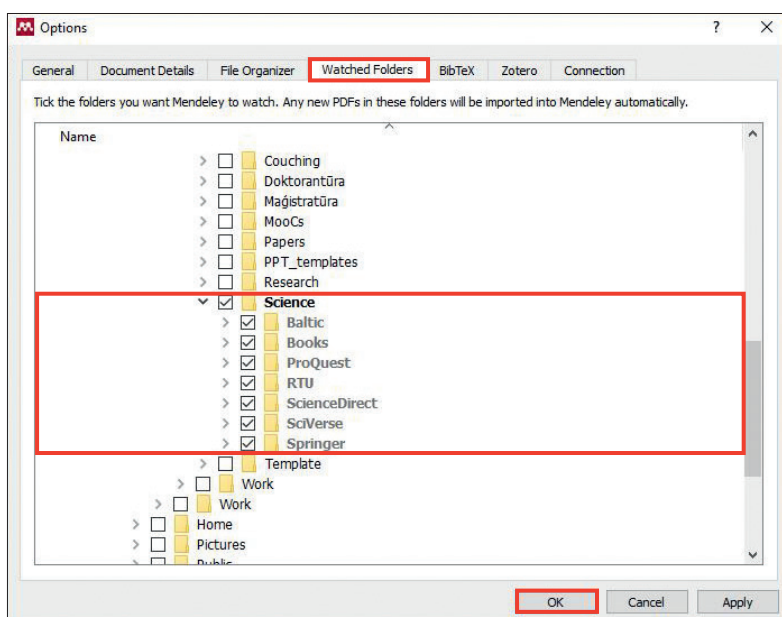 Options ? X
General Document Details File Organizer Watched Folders BibTeX Zotero Connection
Tick the folders you want Mendeley to watch. Any new PDFs in these folders will be imported into Mendeley automatically.
Name
Couching
Doktorantūra
Maģistratūra
MooCs
Papers
PPT_templates
Research
Science
Baltic
Books
ProQuest
RTU
ScienceDirect
SciVerse
Springer
Template
Work
Work
Home
Pictures
Public
OK Cancel Apply